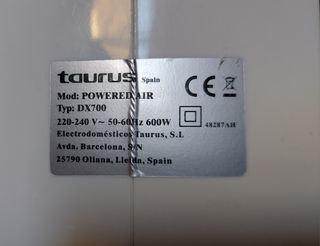 taurus Spain
Mod: POWERED AIR
Typ: DX700
220-240 V~ 50-60Hz 600W
Electrodomésticos Taurus, S.L
Avda. Barcelona, S/N
25790 Oliana, Lleida, Spain
CE
48287AH